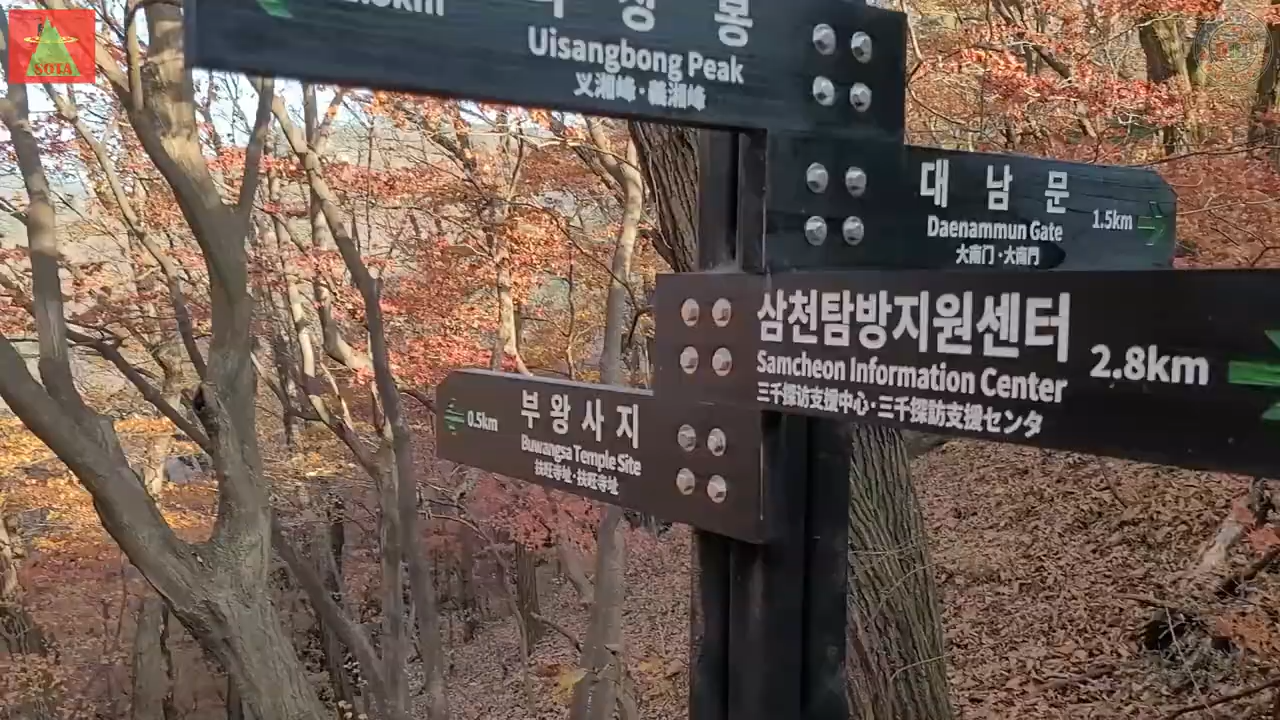 SOTA
Uisangbong Peak
义湘峰·義湘峰
대남문
Daenammun Gate
1.5km
大南门·大南門
삼천탐방지원센터
Samcheon Information Center
2.8km
三千探访支援中心·三千探訪支援センタ
0.5km
부왕사지
Buwangsa Temple Site
扶旺寺址·扶旺寺址